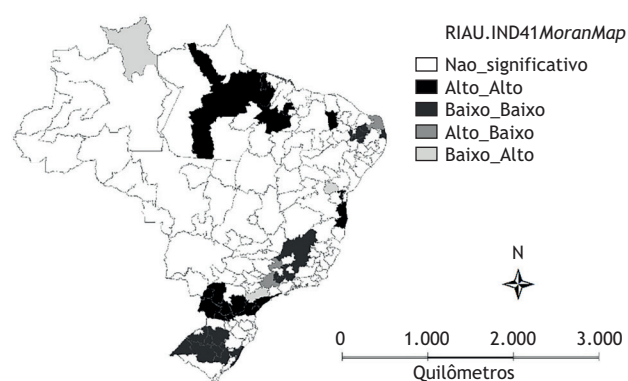 RIAU.IND41MoranMap
Nao_significativo
Alto_Alto
Baixo_Baixo
Alto_Baixo
Baixo_Alto
N
0 1.000 2.000 3.000
Quilômetros